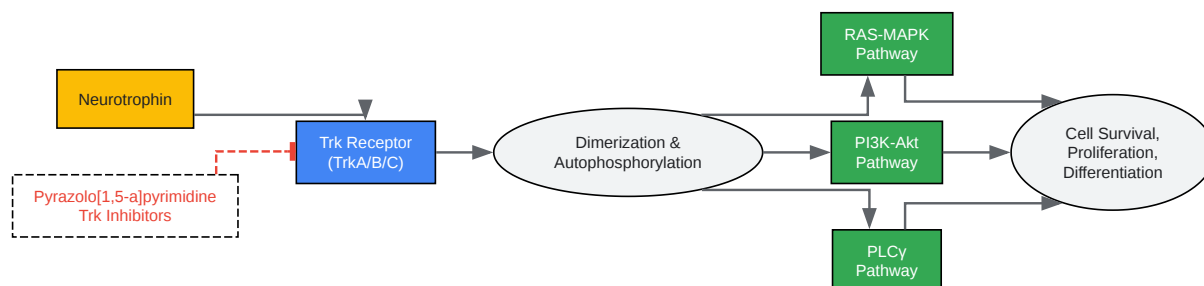 Neurotrophin
Pyrazolo[1,5-a]pyrimidine
Trk Inhibitors
Trk Receptor
(TrkA/B/C)
Dimerization &
Autophosphorylation
RAS-MAPK
Pathway
PI3K-Akt
Pathway
PLCγ
Pathway
Cell Survival,
Proliferation,
Differentiation